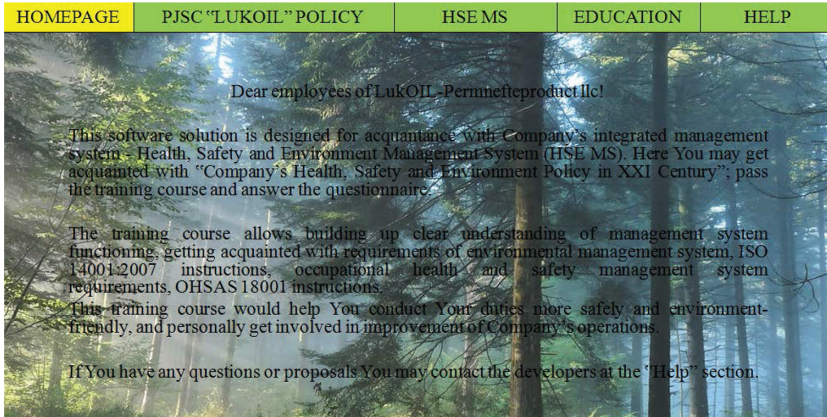 HOMEPAGE PJSC "LUKOIL" POLICY HSE MS EDUCATION HELP
Dear employees of LukOIL-Permnefteproduct llc!
This software solution is designed for acquantance with Company's integrated management
system - Health, Safety and Environment Management System (HSE MS). Here You may get
acquainted with "Company's Health, Safety and Environment Policy in XXI Century"; pass
the training course and answer the questionnaire.
The training course allows building up clear understanding of management system
functioning, getting acquainted with requirements of environmental management system, ISO
14001:2007 instructions, occupational health and safety management system
requirements, OHSAS 18001 instructions.
This training course would help You conduct Your duties more safely and environment-
friendly, and personally get involved in improvement of Company's operations.
If You have any questions or proposals You may contact the developers at the "Help" section.